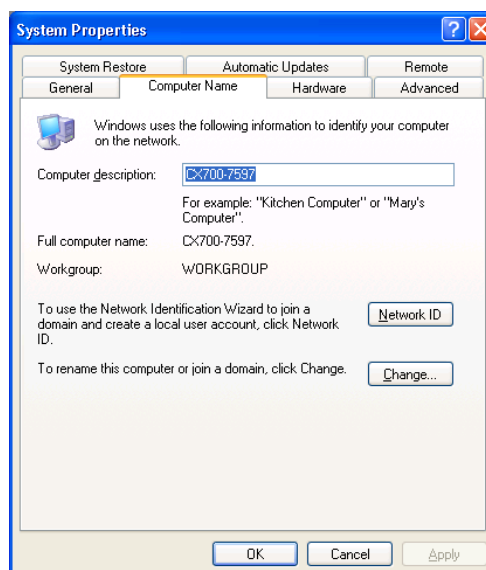 System Properties
System Restore
Automatic Updates
Remote
General
Computer Name
Hardware
Advanced
Windows uses the following information to identify your computer
on the network.
Computer description:
CX700-7597
For example: "Kitchen Computer" or "Mary's
Computer".
Full computer name:
CX700-7597.
Workgroup:
WORKGROUP
To use the Network Identification Wizard to join a
domain and create a local user account, click Network
ID.
Network ID
To rename this computer or join a domain, click Change.
Change...
OK
Cancel
Apply